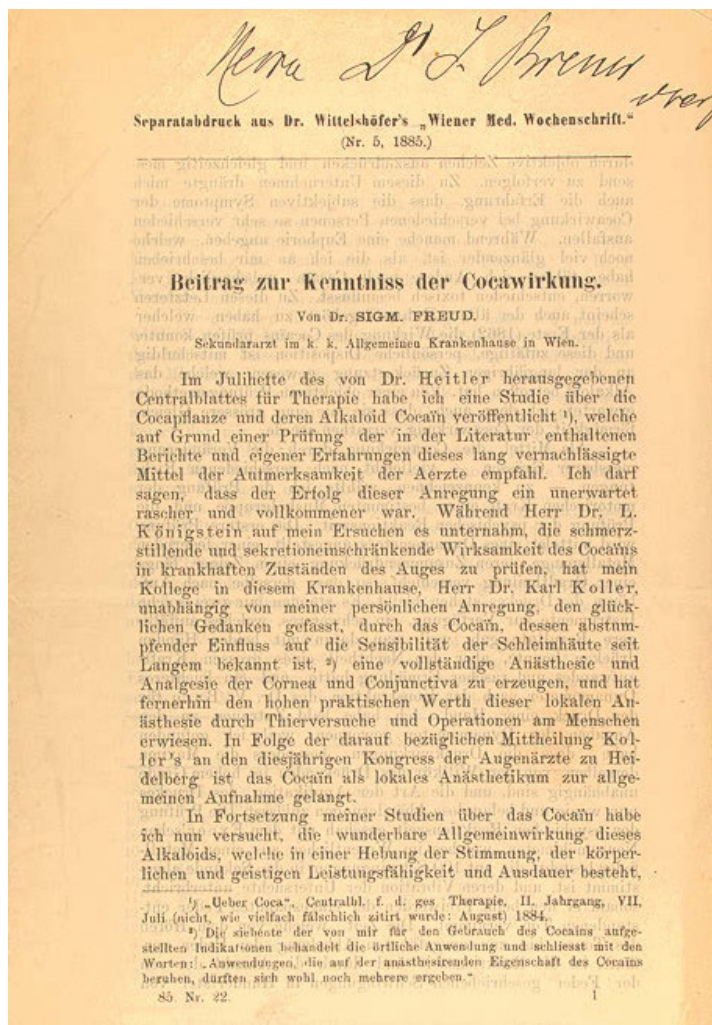 Herrn Dr J. Breuer
Separatabdruck aus Dr. Wittelshöfer's „Wiener Med. Wochenschrift.“
(Nr. 5, 1885.)
Beitrag zur Kenntniss der Cocawirkung.
Von Dr. SIGM. FREUD.
Sekundararzt im k. k. Allgemeinen Krankenhause in Wien.
Im Julihefte des von Dr. Heitler herausgegebenen
Centralblattes für Therapie habe ich eine Studie über die
Cocapflanze und deren Alkaloid Cocaïn veröffentlicht ¹), welche
auf Grund einer Prüfung der in der Literatur enthaltenen
Berichte und eigener Erfahrungen dieses lang vernachlässigte
Mittel der Aufmerksamkeit der Aerzte empfahl. Ich darf
sagen, dass der Erfolg dieser Anregung ein unerwartet
rascher und vollkommener war. Während Herr Dr. L.
Königstein auf mein Ersuchen es unternahm, die schmerz-
stillende und sekretioneinschränkende Wirksamkeit des Cocaïns
in krankhaften Zuständen des Auges zu prüfen, hat mein
Kollege in diesem Krankenhause, Herr Dr. Karl Koller,
unabhängig von meiner persönlichen Anregung, den glück-
lichen Gedanken gefasst, durch das Cocaïn, dessen abstum-
pfender Einfluss auf die Sensibilität der Schleimhäute seit
Langem bekannt ist, ²) eine vollständige Anästhesie und
Analgesie der Cornea und Conjunctiva zu erzeugen, und hat
fernerhin den hohen praktischen Werth dieser lokalen An-
ästhesie durch Thierversuche und Operationen am Menschen
erwiesen. In Folge der darauf bezüglichen Mittheilung Kol-
ler's an den diesjährigen Kongress der Augenärzte zu Hei-
delberg ist das Cocaïn als lokales Anästhetikum zur allge-
meinen Aufnahme gelangt.
In Fortsetzung meiner Studien über das Cocaïn habe
ich nun versucht, die wunderbare Allgemeinwirkung dieses
Alkaloids, welche in einer Hebung der Stimmung, der körper-
lichen und geistigen Leistungsfähigkeit und Ausdauer besteht,
¹) „Ueber Coca“, Centralbl. f. d. ges. Therapie, II. Jahrgang, VII,
Juli (nicht, wie vielfach fälschlich zitirt wurde: August) 1884.
²) Die siebente der von mir für den Gebrauch des Cocains aufge-
stellten Indikationen behandelt die örtliche Anwendung und schliesst mit den
Worten: „Anwendungen, die auf der anästhesirenden Eigenschaft des Cocains
beruhen, dürften sich wohl noch mehrere ergeben.“
85. Nr. 22. 1